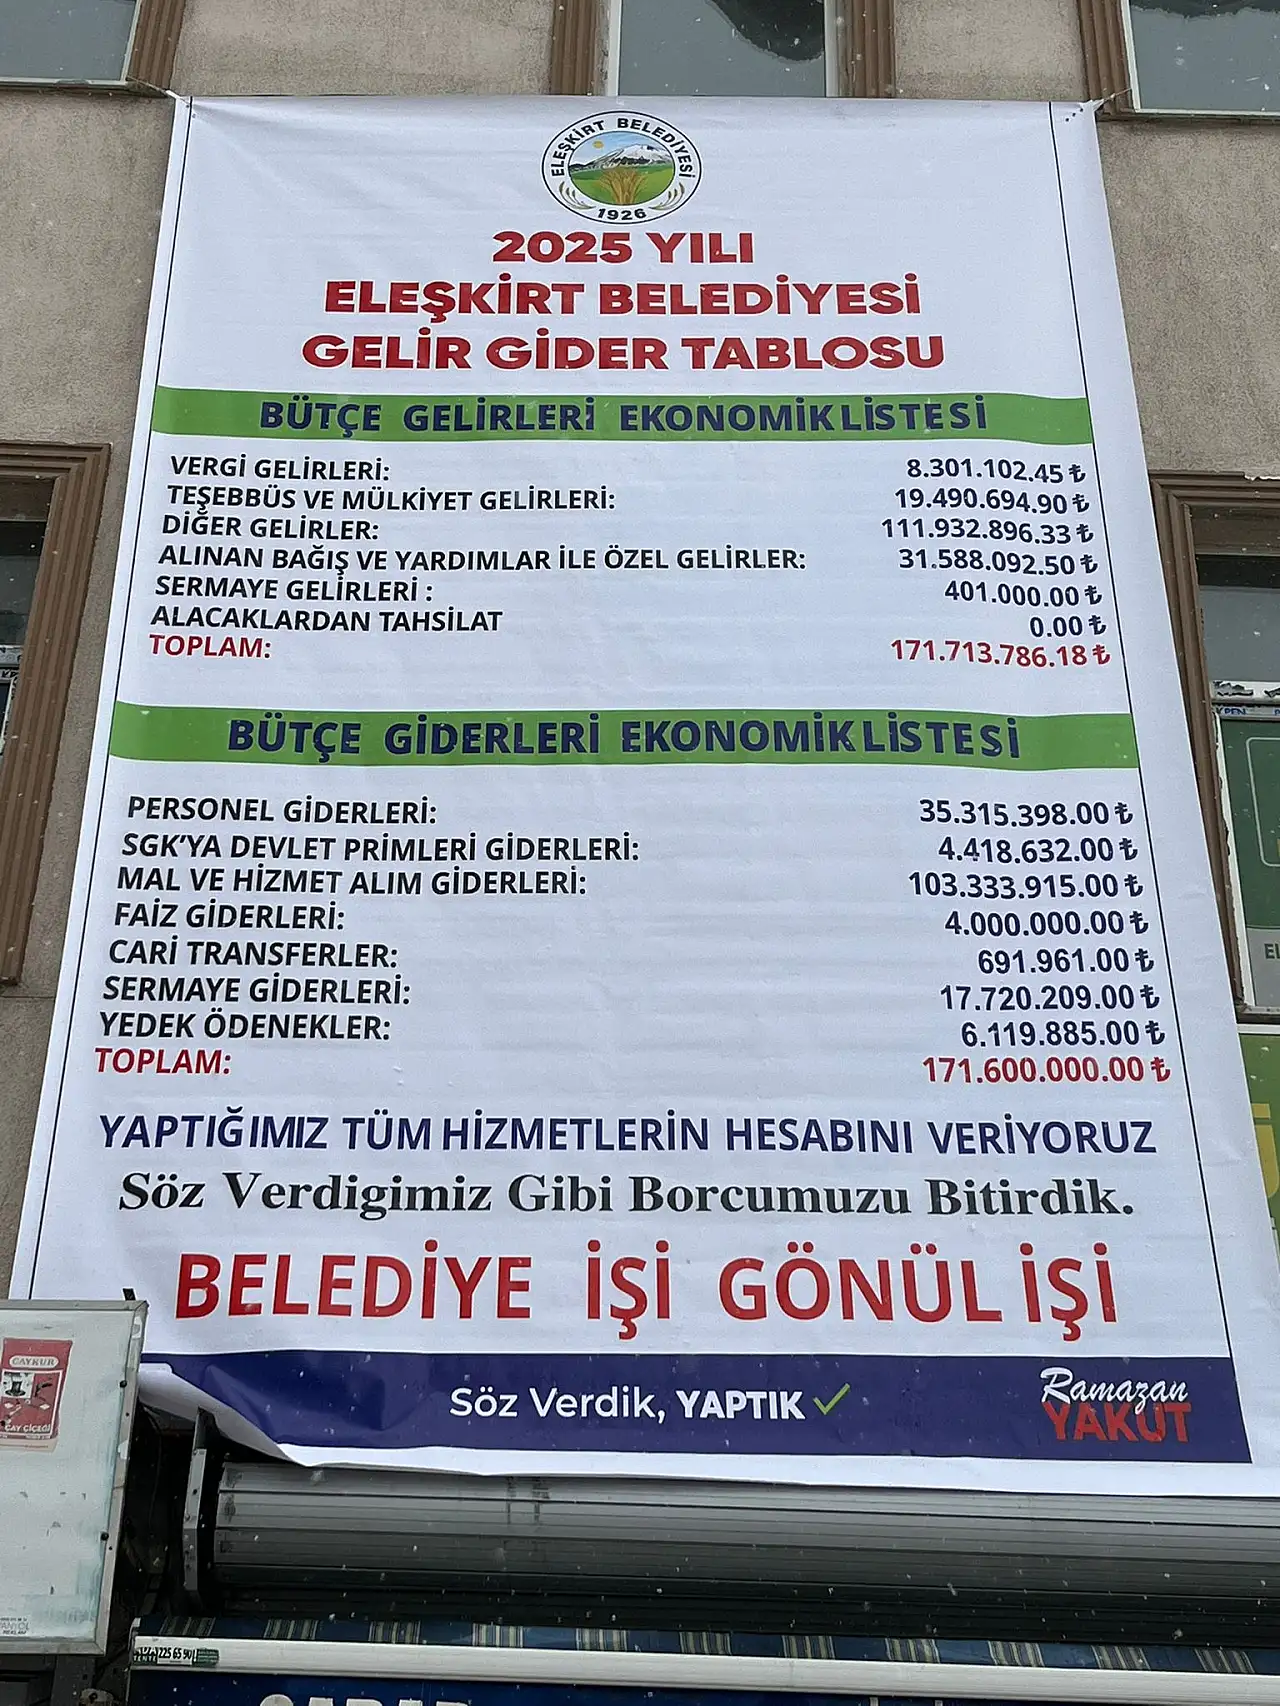 ELEŞKİRT BELEDİYESİ
1926
2025 YILI
ELEŞKİRT BELEDİYESİ
GELİR GİDER TABLOSU
BÜTÇE GELİRLERİ EKONOMİK LİSTESİ
VERGİ GELİRLERİ: 8.301.102.45 ₺
TEŞEBBÜS VE MÜLKİYET GELİRLERİ: 19.490.694.90 ₺
DİĞER GELİRLER: 111.932.896.33 ₺
ALINAN BAĞIŞ VE YARDIMLAR İLE ÖZEL GELİRLER: 31.588.092.50 ₺
SERMAYE GELİRLERİ : 401.000.00 ₺
ALACAKLARDAN TAHSİLAT 0.00 ₺
TOPLAM: 171.713.786.18 ₺
BÜTÇE GİDERLERİ EKONOMİK LİSTESİ
PERSONEL GİDERLERİ: 35.315.398.00 ₺
SGK'YA DEVLET PRİMLERİ GİDERLERİ: 4.418.632.00 ₺
MAL VE HİZMET ALIM GİDERLERİ: 103.333.915.00 ₺
FAİZ GİDERLERİ: 4.000.000.00 ₺
CARİ TRANSFERLER: 691.961.00 ₺
SERMAYE GİDERLERİ: 17.720.209.00 ₺
YEDEK ÖDENEKLER: 6.119.885.00 ₺
TOPLAM: 171.600.000.00 ₺
YAPTIĞIMIZ TÜM HİZMETLERİN HESABINI VERİYORUZ
Söz Verdigimiz Gibi Borcumuzu Bitirdik.
BELEDİYE İŞİ GÖNÜL İŞİ
Söz Verdik, YAPTIK ✓
Ramazan
YAKUT
ÇAYKUR
ÇAY ÇİÇEĞİ
225 65 90